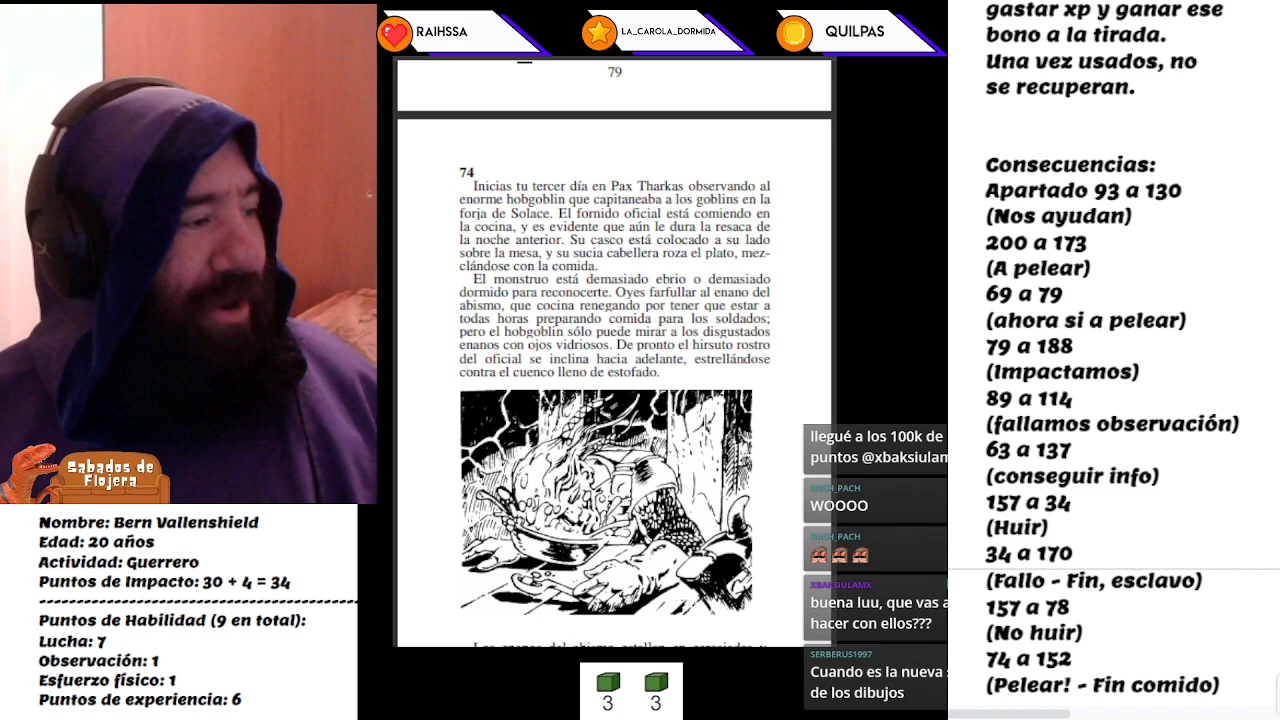 RAIHSSA
LA_CAROLA_DORMIDA
QUILPAS
79
74
Inicias tu tercer día en Pax Tharkas observando al
enorme hobgoblin que capitaneaba a los goblins en la
forja de Solace. El fornido oficial está comiendo en
la cocina, y es evidente que aún le dura la resaca de
la noche anterior. Su casco está colocado a su lado
sobre la mesa, y su sucia cabellera roza el plato, mez-
clándose con la comida.
El monstruo está demasiado ebrio o demasiado
dormido para reconocerte. Oyes farfullar al enano del
abismo, que cocina renegando por tener que estar a
todas horas preparando comida para los soldados;
pero el hobgoblin sólo puede mirar a los disgustados
enanos con ojos vidriosos. De pronto el hirsuto rostro
del oficial se inclina hacia adelante, estrellándose
contra el cuenco lleno de estofado.
Sabados de
Flojera
Nombre: Bern Vallenshield
Edad: 20 años
Actividad: Guerrero
Puntos de Impacto: 30 + 4 = 34
Puntos de Habilidad (9 en total):
Lucha: 7
Observación: 1
Esfuerzo físico: 1
Puntos de experiencia: 6
3 3
llegué a los 100k de
puntos @xbaksiulam
BACH_PACH
WOOOO
BACH_PACH
XBAKSIULAMX
buena luu, que vas a
hacer con ellos???
SERBERUS1997
Cuando es la nueva
de los dibujos
gastar xp y ganar ese
bono a la tirada.
Una vez usados, no
se recuperan.
Consecuencias:
Apartado 93 a 130
(Nos ayudan)
200 a 173
(A pelear)
69 a 79
(ahora si a pelear)
79 a 188
(Impactamos)
89 a 114
(fallamos observación)
63 a 137
(conseguir info)
157 a 34
(Huir)
34 a 170
(Fallo - Fin, esclavo)
157 a 78
(No huir)
74 a 152
(Pelear! - Fin comido)